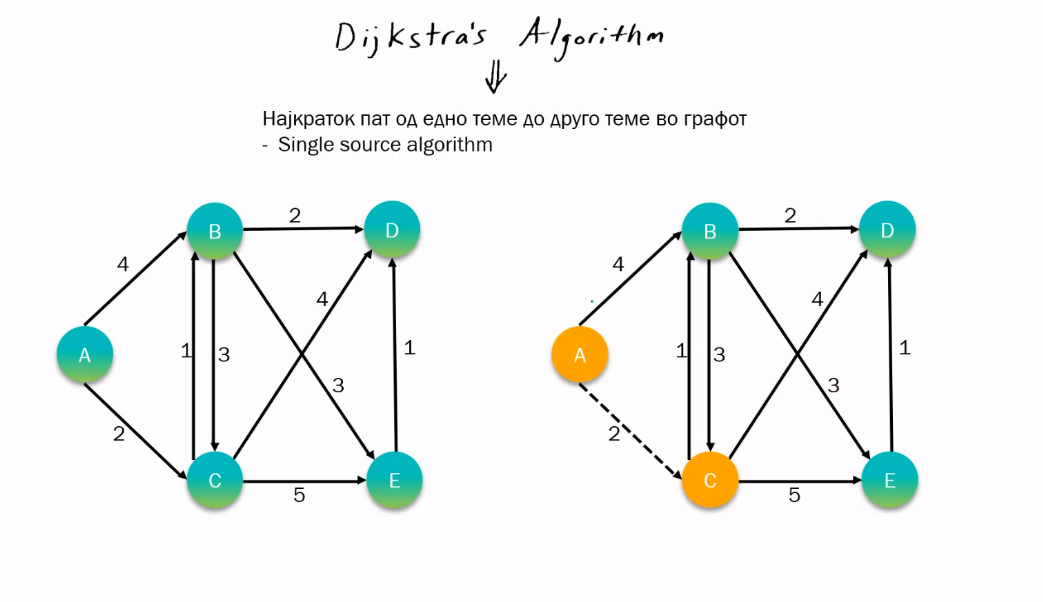 Dijkstra's Algorithm
Најкраток пат од едно теме до друго теме во графот
- Single source algorithm
B 2 D
4
4
A 1 3 1
3
2
C 5 E
B 2 D
4
4
A 1 3 1
3
2
C 5 E